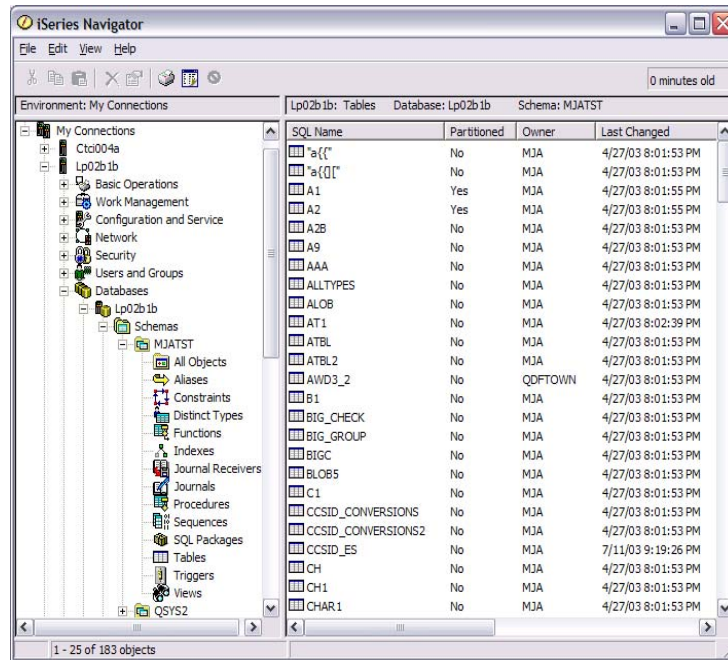 iSeries Navigator
File Edit View Help
0 minutes old
Environment: My Connections
Lp02b1b: Tables Database: Lp02b1b Schema: MJATST
My Connections
Ctci004a
Lp02b1b
Basic Operations
Work Management
Configuration and Service
Network
Security
Users and Groups
Databases
Lp02b1b
Schemas
MJATST
All Objects
Aliases
Constraints
Distinct Types
Functions
Indexes
Journal Receivers
Journals
Procedures
Sequences
SQL Packages
Tables
Triggers
Views
QSYS2
SQL Name Partitioned Owner Last Changed
"a{{" No MJA 4/27/03 8:01:53 PM
"a{{][" No MJA 4/27/03 8:01:53 PM
A1 Yes MJA 4/27/03 8:01:55 PM
A2 Yes MJA 4/27/03 8:01:55 PM
A2B No MJA 4/27/03 8:01:53 PM
A9 No MJA 4/27/03 8:01:53 PM
AAA No MJA 4/27/03 8:01:53 PM
ALLTYPES No MJA 4/27/03 8:01:53 PM
ALOB No MJA 4/27/03 8:01:53 PM
AT1 No MJA 4/27/03 8:02:39 PM
ATBL No MJA 4/27/03 8:01:53 PM
ATBL2 No MJA 4/27/03 8:01:53 PM
AWD3_2 No QDFTOWN 4/27/03 8:01:53 PM
B1 No MJA 4/27/03 8:01:53 PM
BIG_CHECK No MJA 4/27/03 8:01:53 PM
BIG_GROUP No MJA 4/27/03 8:01:53 PM
BIGC No MJA 4/27/03 8:01:53 PM
BLOB5 No MJA 4/27/03 8:01:53 PM
C1 No MJA 4/27/03 8:01:53 PM
CCSID_CONVERSIONS No MJA 4/27/03 8:01:53 PM
CCSID_CONVERSIONS2 No MJA 4/27/03 8:01:53 PM
CCSID_ES No MJA 7/11/03 9:19:26 PM
CH No MJA 4/27/03 8:01:53 PM
CH1 No MJA 4/27/03 8:01:53 PM
CHAR1 No MJA 4/27/03 8:01:53 PM
1 - 25 of 183 objects